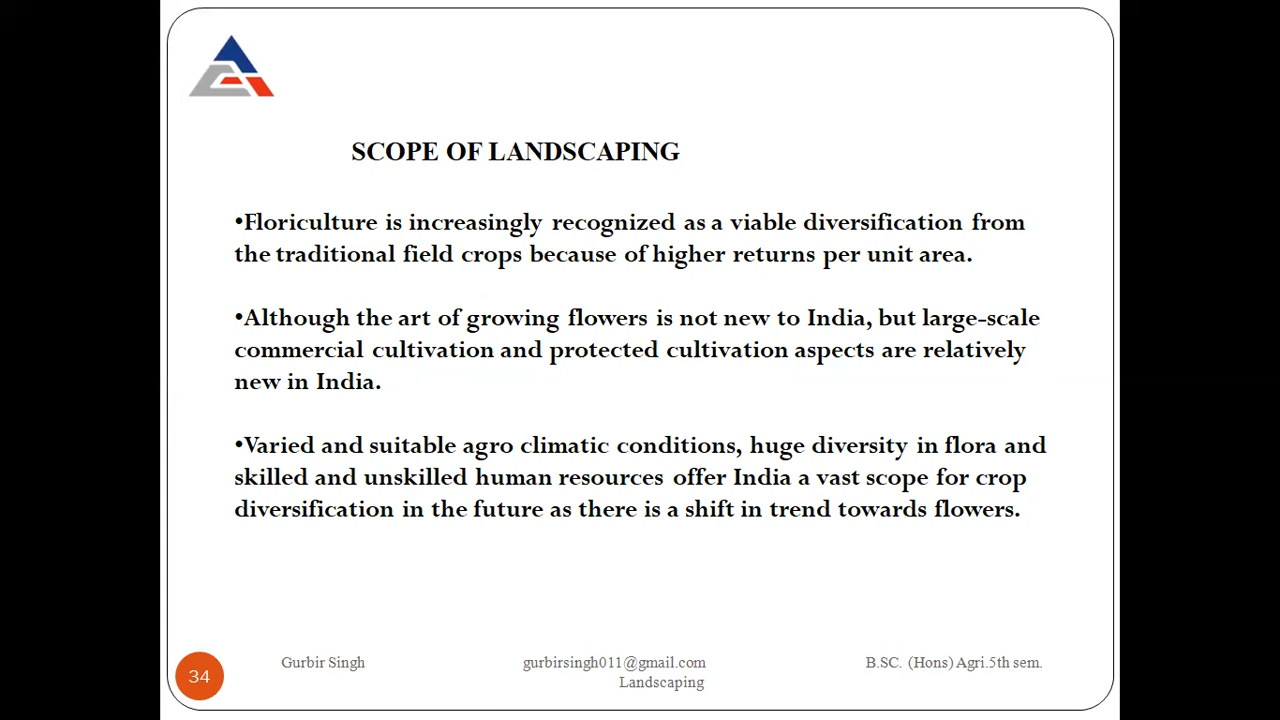 SCOPE OF LANDSCAPING
•Floriculture is increasingly recognized as a viable diversification from
the traditional field crops because of higher returns per unit area.
•Although the art of growing flowers is not new to India, but large-scale
commercial cultivation and protected cultivation aspects are relatively
new in India.
•Varied and suitable agro climatic conditions, huge diversity in flora and
skilled and unskilled human resources offer India a vast scope for crop
diversification in the future as there is a shift in trend towards flowers.
34
Gurbir Singh
gurbirsingh011@gmail.com
Landscaping
B.SC. (Hons) Agri.5th sem.